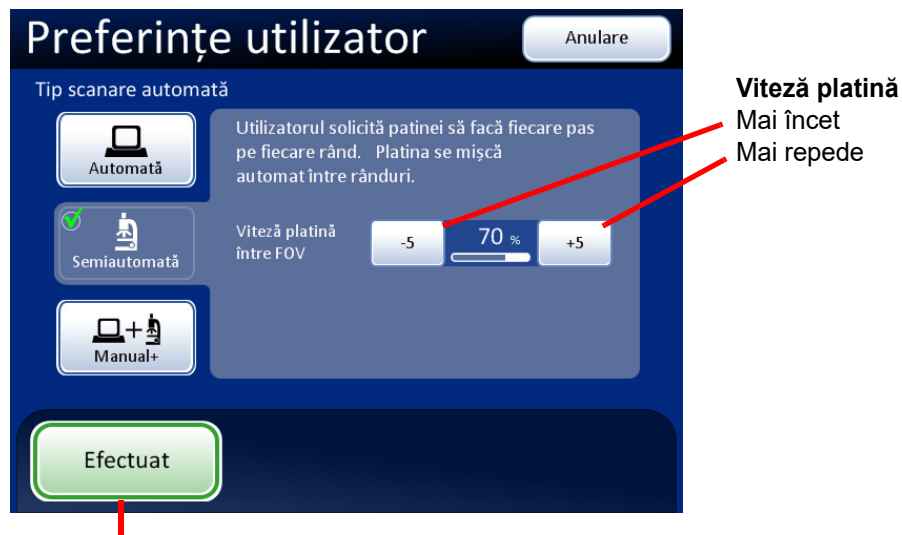 Preferințe utilizator
Anulare
Tip scanare automată
Automată
Utilizatorul solicită patinei să facă fiecare pas
pe fiecare rând. Platina se mișcă
automat între rânduri.
Semiautomată
Viteză platină
între FOV
-5
70 %
+5
Manual+
Efectuat
Viteză platină
Mai încet
Mai repede